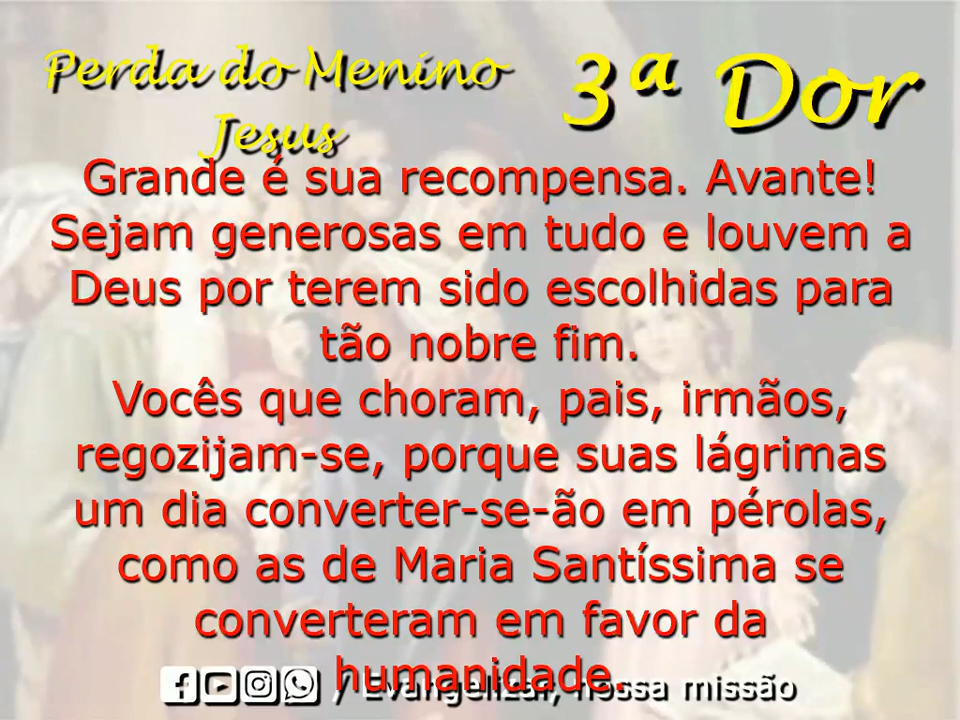 Perda do Menino
Jesus
3ª Dor
Grande é sua recompensa. Avante!
Sejam generosas em tudo e louvem a
Deus por terem sido escolhidas para
tão nobre fim.
Vocês que choram, pais, irmãos,
regozijam-se, porque suas lágrimas
um dia converter-se-ão em pérolas,
como as de Maria Santíssima se
converteram em favor da
humanidade.
/ Evangelizar, nossa missão